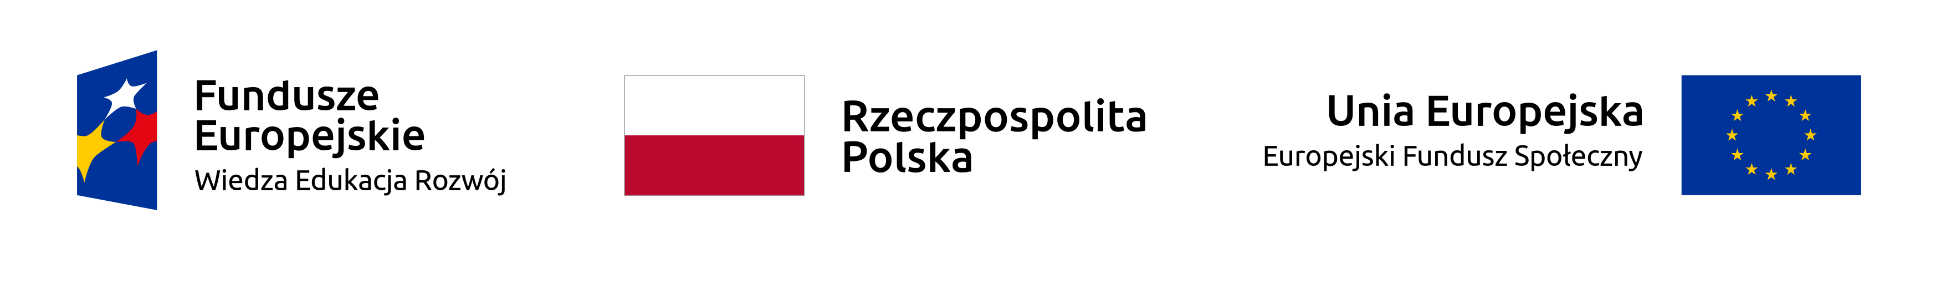 Fundusze
Europejskie
Wiedza Edukacja Rozwój
Rzeczpospolita
Polska
Unia Europejska
Europejski Fundusz Społeczny